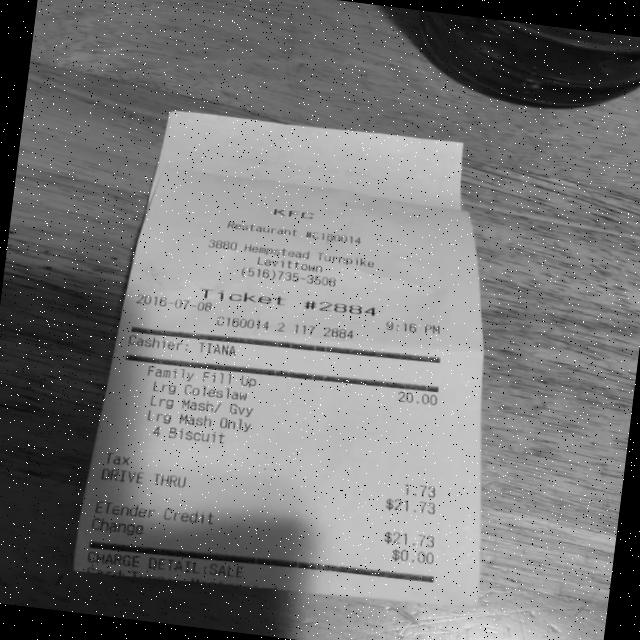 KFC
Restaurant #C160014
3880 Hempstead Turnpike
Levittown
(516)735-3506
Ticket #2884
2016-07-08 9:16 PM
C160014 2 117 2884
Cashier: TIANA
Family Fill Up 20.00
Lrg Coleslaw
Lrg Mash/ Gvy
Lrg Mash Only
4 Biscuit
Tax 1.73
DRIVE THRU $21.73
ETender Credit $21.73
Change $0.00
CHARGE DETAIL:SALE